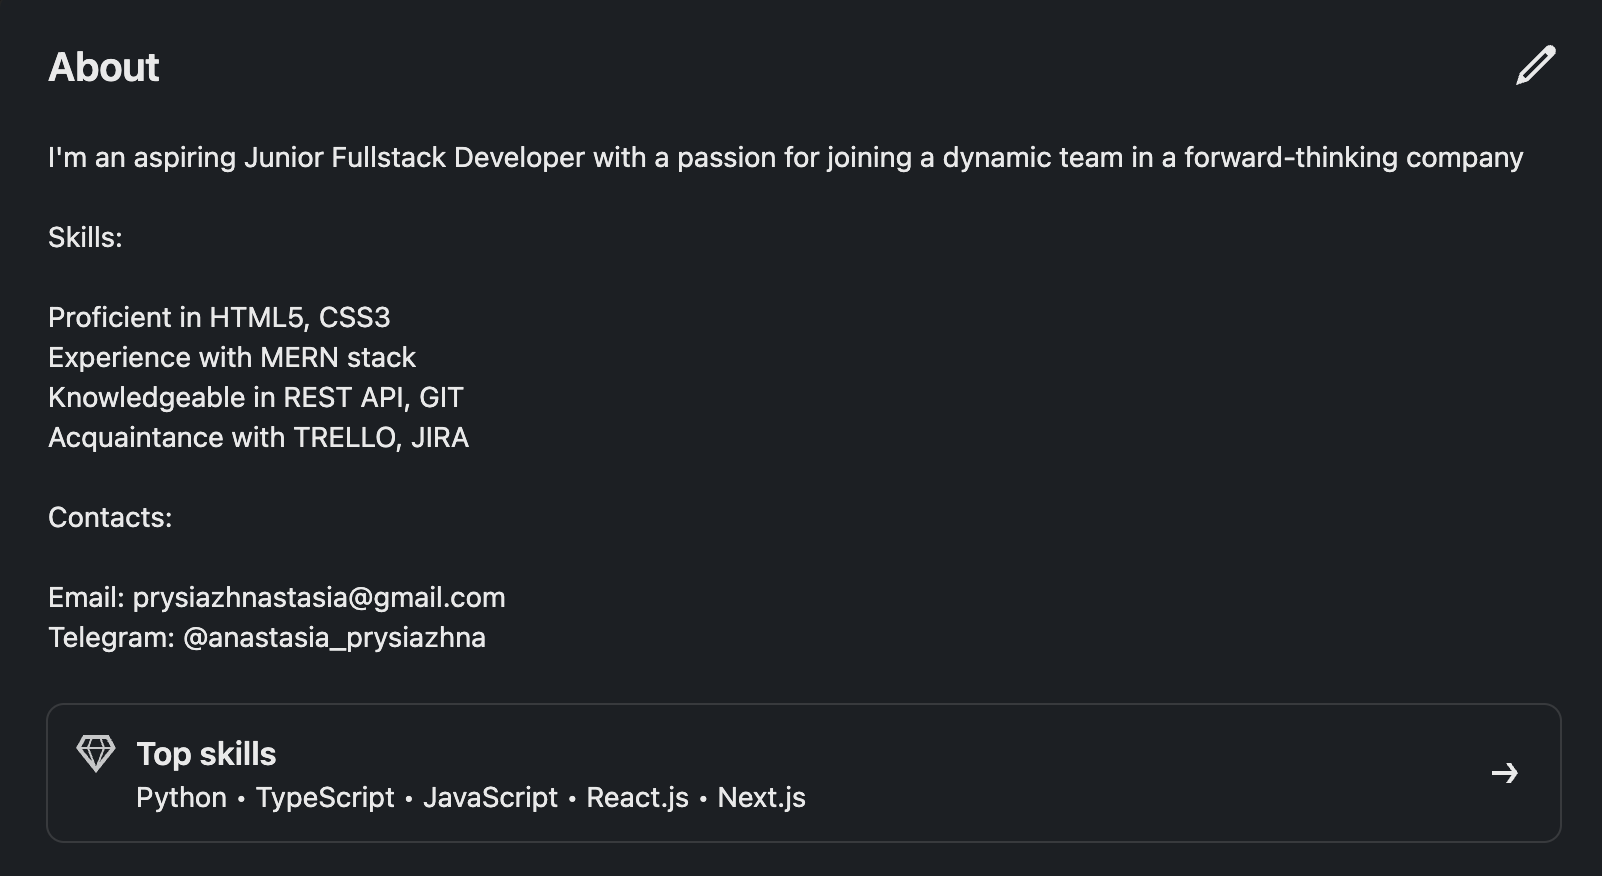 About
I'm an aspiring Junior Fullstack Developer with a passion for joining a dynamic team in a forward-thinking company
Skills:
Proficient in HTML5, CSS3
Experience with MERN stack
Knowledgeable in REST API, GIT
Acquaintance with TRELLO, JIRA
Contacts:
Email: prysiazhnastasia@gmail.com
Telegram: @anastasia_prysiazhna
Top skills
Python • TypeScript • JavaScript • React.js • Next.js